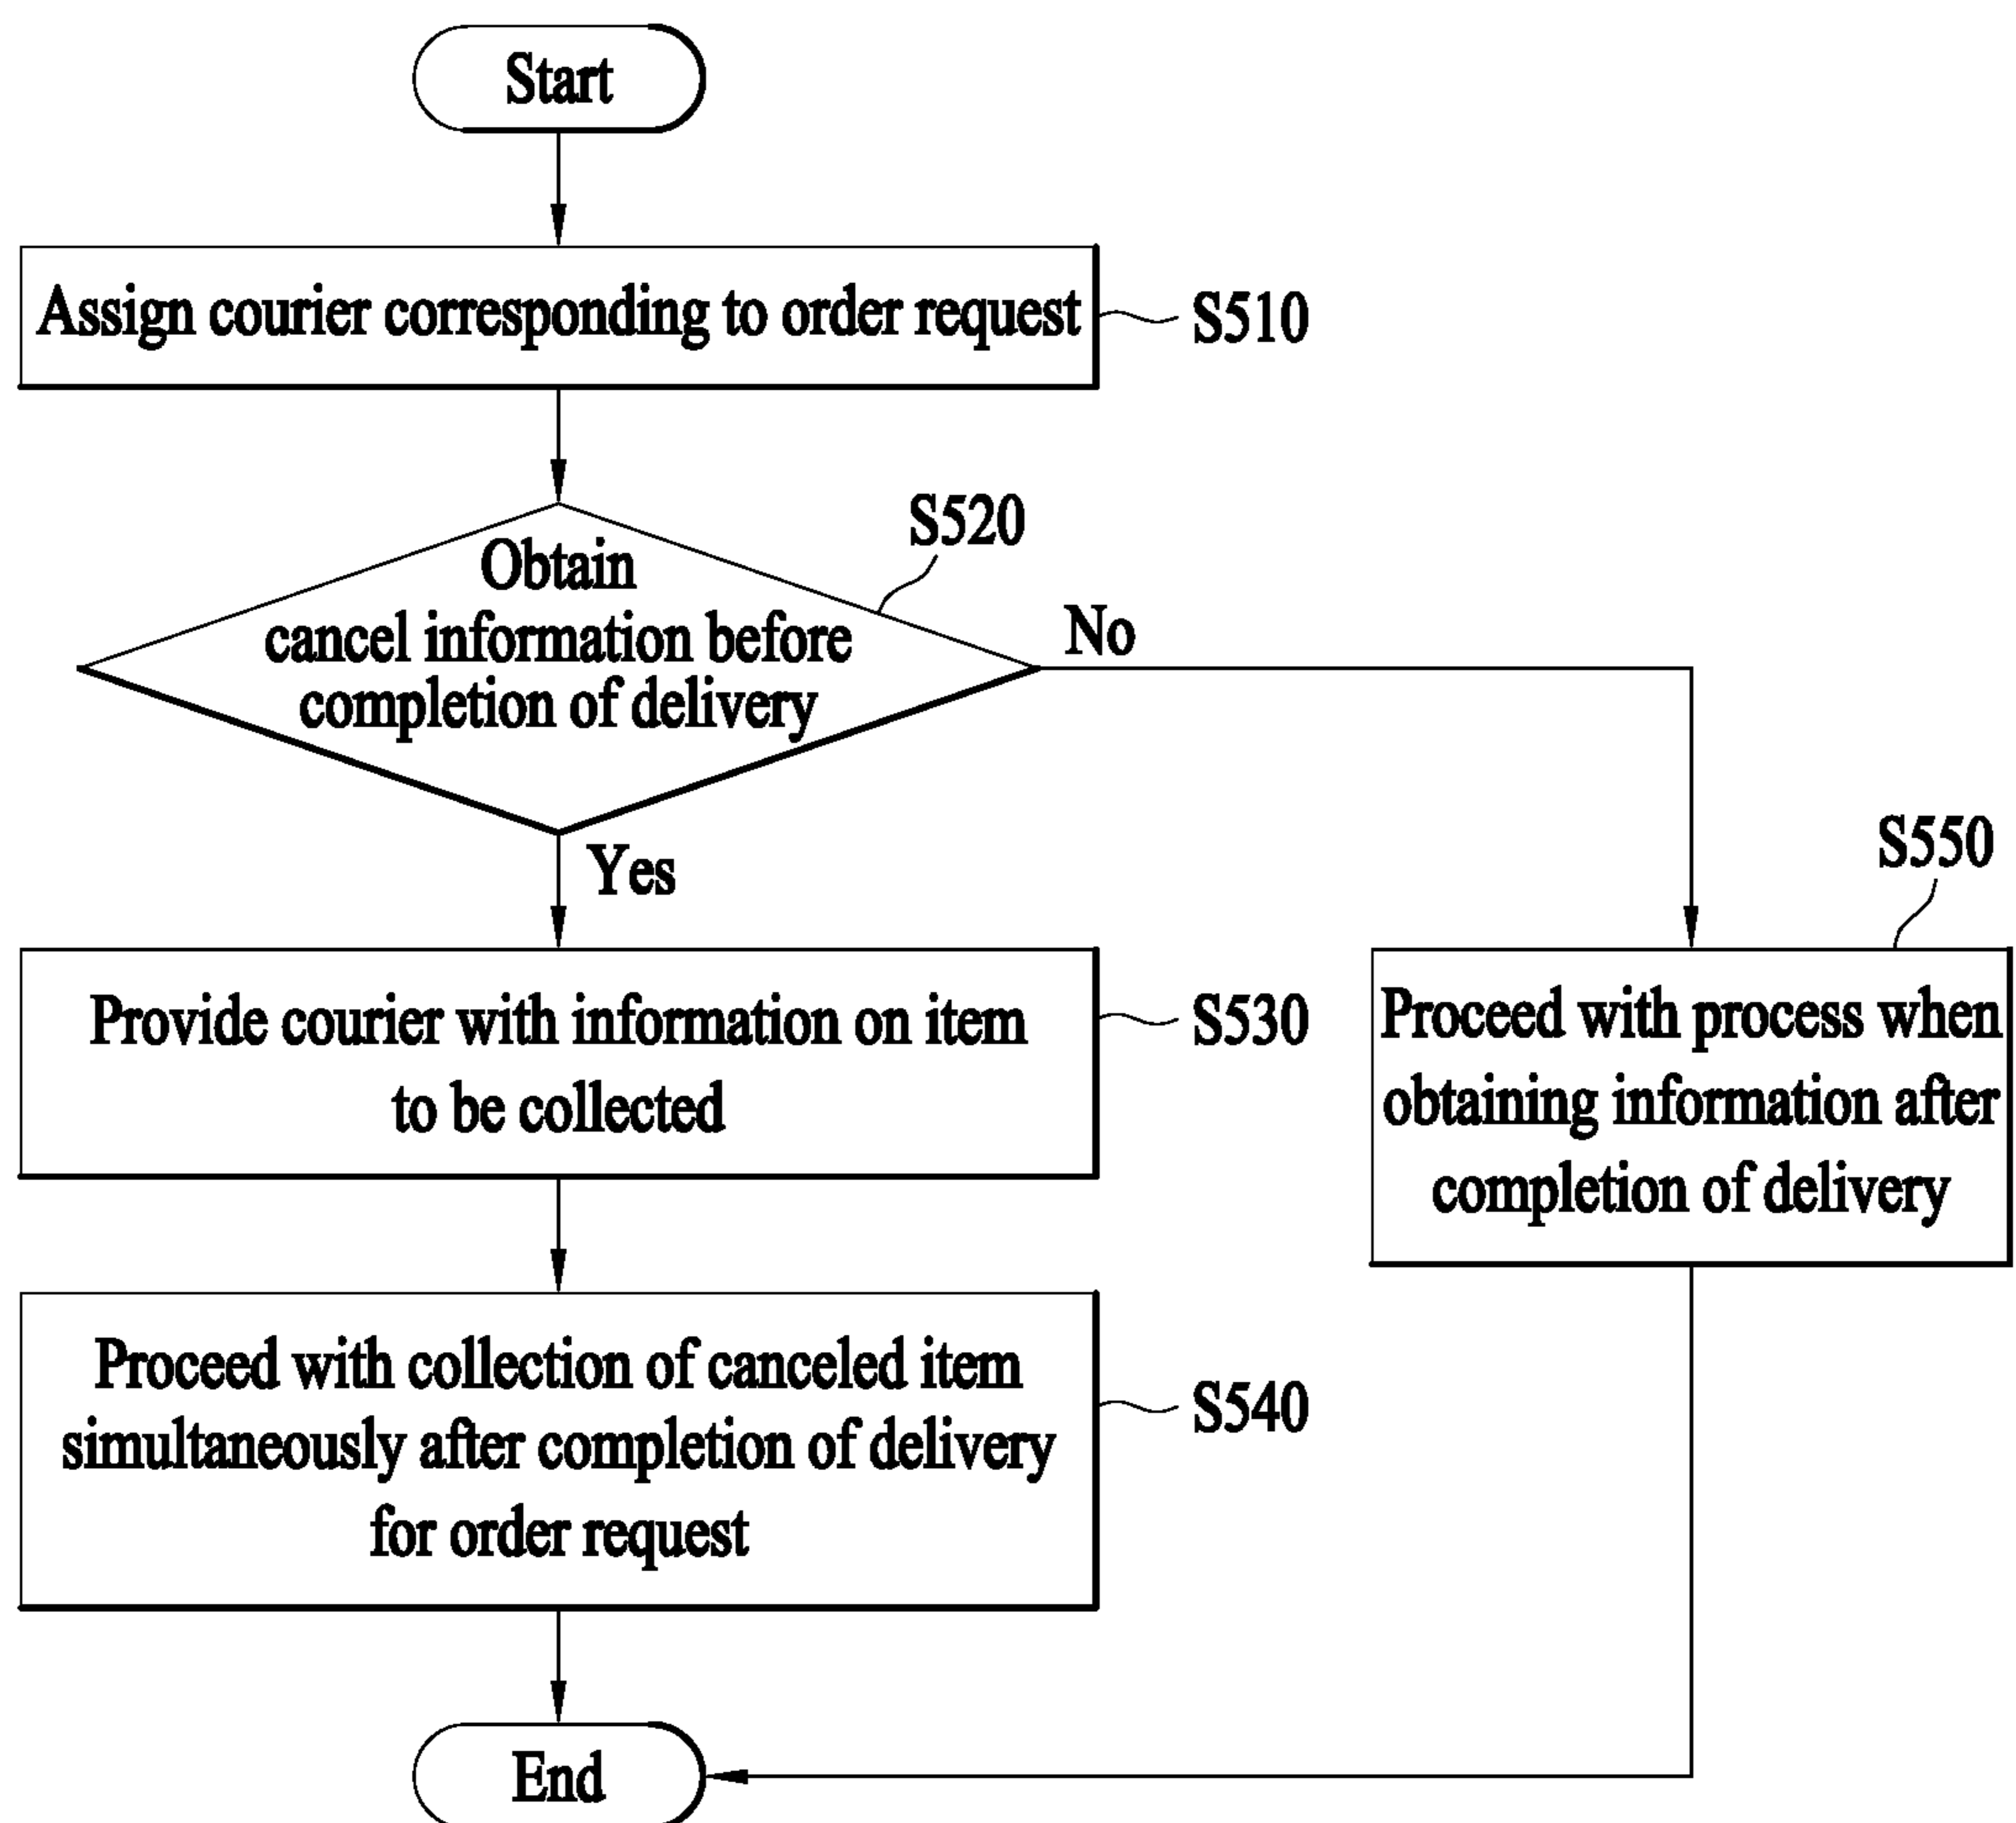 Start
Assign courier corresponding to order request
S510
S520
Obtain
cancel information before
completion of delivery
No
Yes
S550
Provide courier with information on item
to be collected
S530
Proceed with process when
obtaining information after
completion of delivery
Proceed with collection of canceled item
simultaneously after completion of delivery
for order request
S540
End